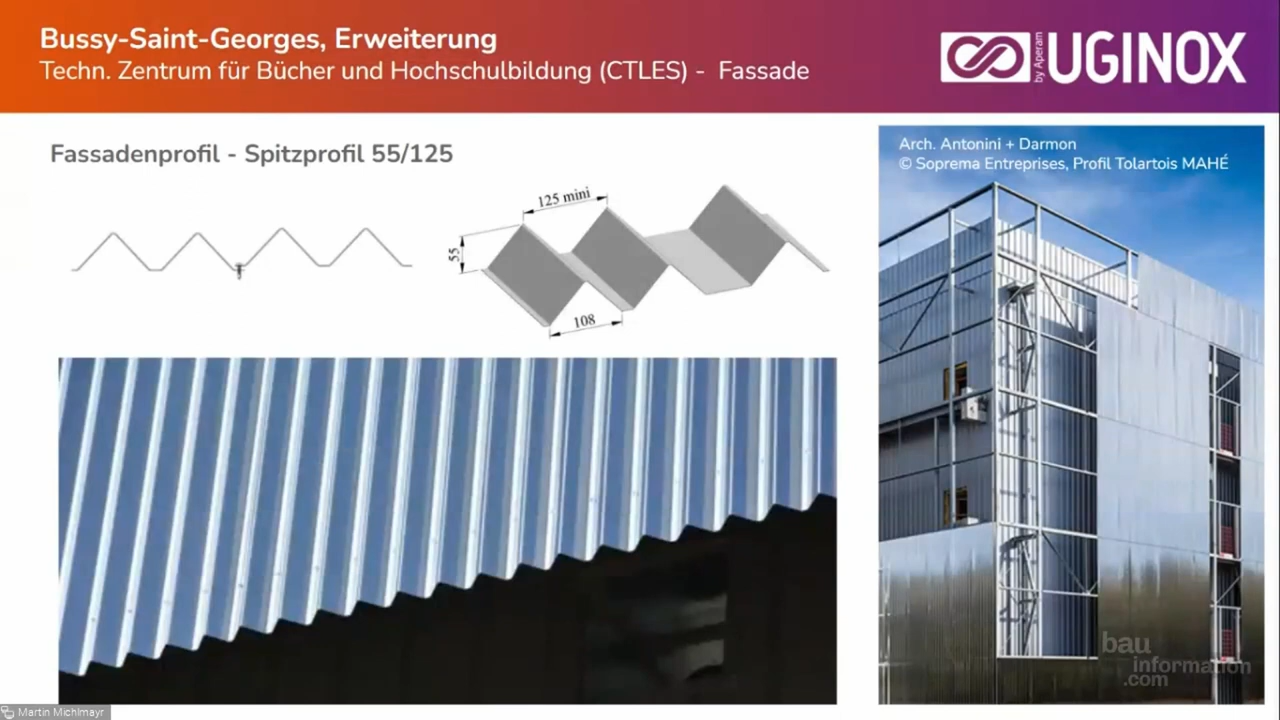 Bussy-Saint-Georges, Erweiterung
Techn. Zentrum für Bücher und Hochschulbildung (CTLES) - Fassade
by Aperam
UGINOX
Fassadenprofil - Spitzprofil 55/125
125 mini
55
108
Arch. Antonini + Darmon
© Soprema Entreprises, Profil Tolartois MAHÉ
bau
information
.com
Martin Michlmayr